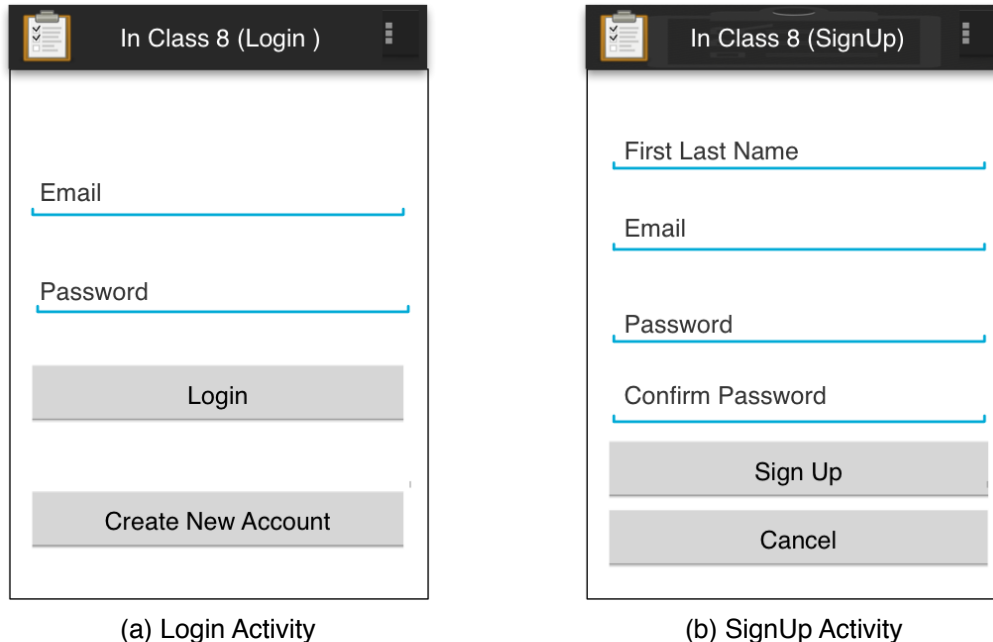 In Class 8 (Login )
Email
Password
Login
Create New Account
(a) Login Activity
In Class 8 (SignUp)
First Last Name
Email
Password
Confirm Password
Sign Up
Cancel
(b) SignUp Activity